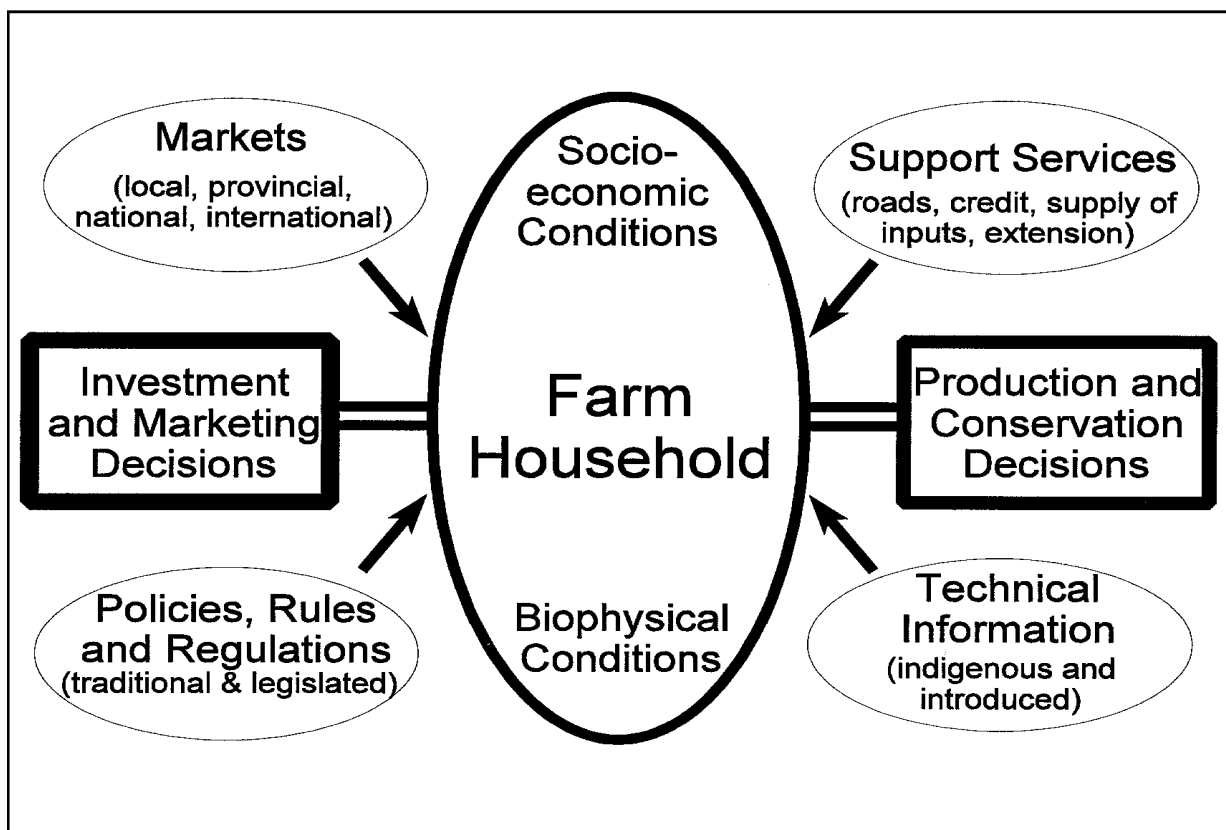 Markets
(local, provincial,
national, international)
Socio-
economic
Conditions
Support Services
(roads, credit, supply of
inputs, extension)
Investment
and Marketing
Decisions
Farm
Household
Production and
Conservation
Decisions
Policies, Rules
and Regulations
(traditional & legislated)
Biophysical
Conditions
Technical
Information
(indigenous and
introduced)